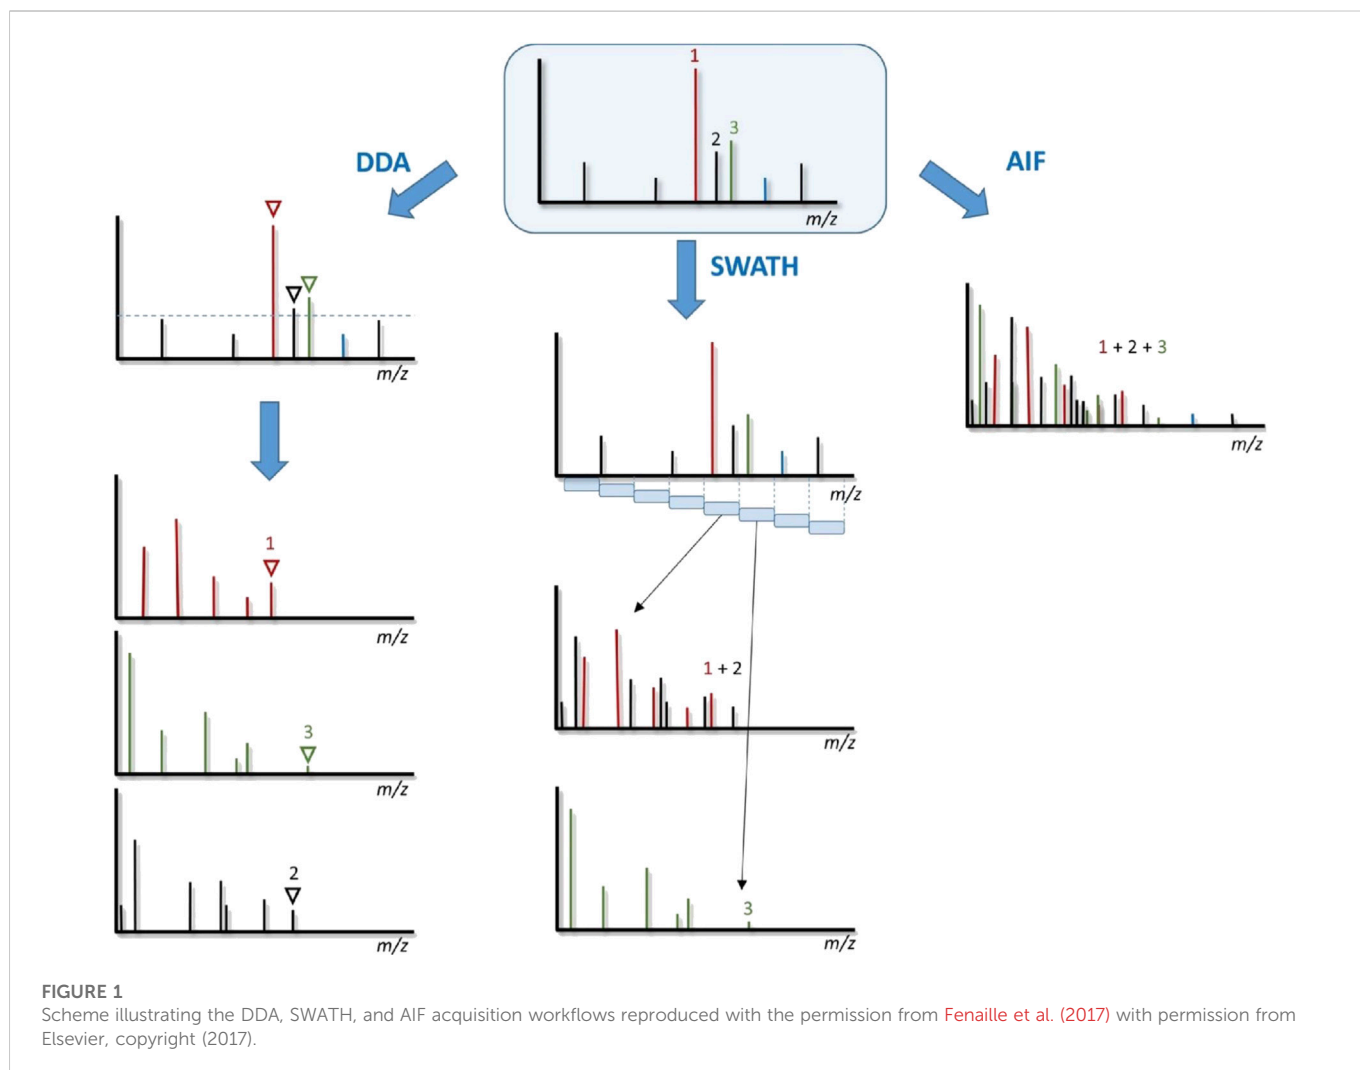 1
2
3
m/z
DDA
AIF
SWATH
m/z
1 + 2 + 3
m/z
m/z
1
m/z
1 + 2
m/z
3
m/z
2
m/z
3
m/z
FIGURE 1
Scheme illustrating the DDA, SWATH, and AIF acquisition workflows reproduced with the permission from Fenaille et al. (2017) with permission from
Elsevier, copyright (2017).